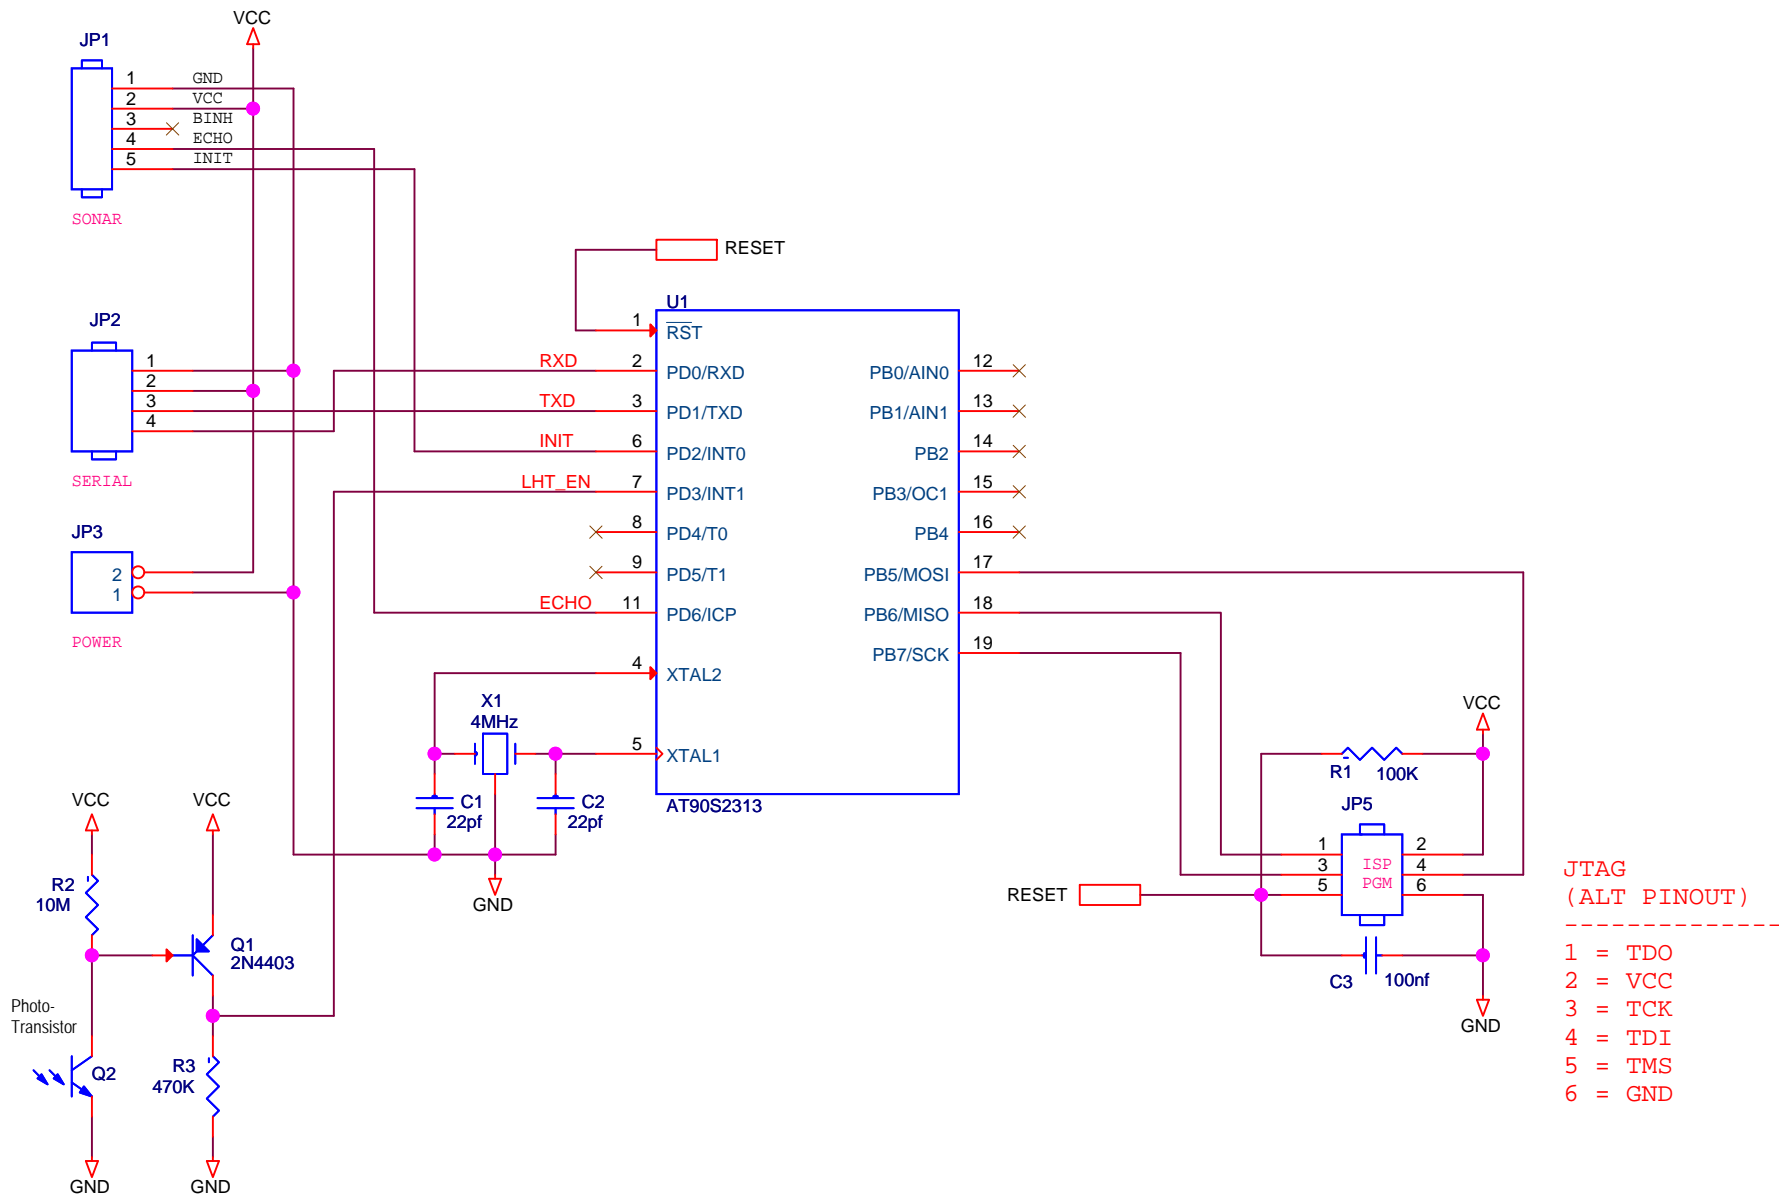 VCC
JP1
1 GND
2 VCC
3 BINH
4 ECHO
5 INIT
SONAR
RESET
JP2
1
2
3
4
SERIAL
JP3
2
1
POWER
U1
1 RST
RXD 2 PD0/RXD
TXD 3 PD1/TXD
INIT 6 PD2/INT0
LHT_EN 7 PD3/INT1
8 PD4/T0
9 PD5/T1
ECHO 11 PD6/ICP
4 XTAL2
5 XTAL1
PB0/AIN0 12
PB1/AIN1 13
PB2 14
PB3/OC1 15
PB4 16
PB5/MOSI 17
PB6/MISO 18
PB7/SCK 19
AT90S2313
X1
4MHz
C1
22pf
C2
22pf
GND
VCC
VCC
R2
10M
Q1
2N4403
Photo-
Transistor
Q2
R3
470K
GND
GND
VCC
R1 100K
JP5
1 2
3 ISP 4
5 PGM 6
RESET
C3 100nf
GND
JTAG
(ALT PINOUT)
--------------
1 = TDO
2 = VCC
3 = TCK
4 = TDI
5 = TMS
6 = GND